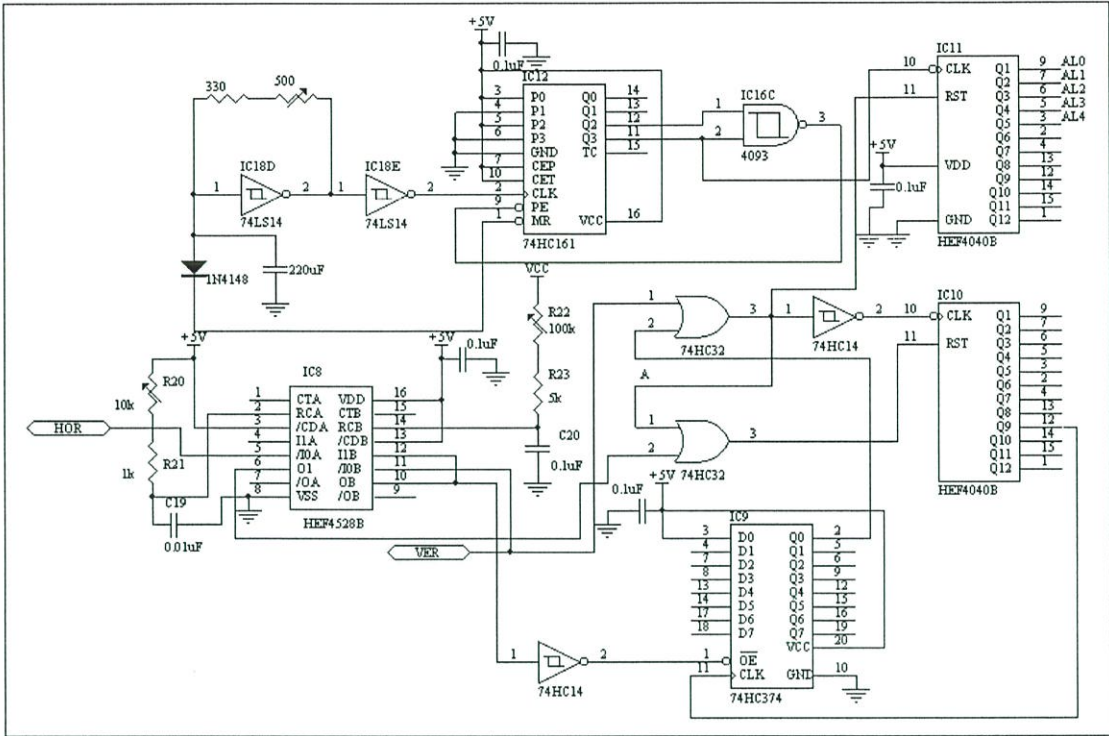 +5V
0.1uF
330
500
IC18D
IC18E
1
2
1
2
74LS14
74LS14
1N4148
220uF
IC12
3 P0 Q0 14
4 P1 Q1 13
5 P2 Q2 12
6 P3 Q3 11
GND TC 15
7 CEP
10 CET
2 CLK
9 PE
1 MR VCC 16
74HC161
IC16C
1
2
3
4093
IC11
10 CLK Q1 9 AL0
11 RST Q2 7 AL1
Q3 6 AL2
Q4 5 AL3
Q5 3 AL4
Q6 2
Q7 4
VDD Q8 13
Q9 12
Q10 14
Q11 15
GND Q12 1
HEF4040B
+5V
0.1uF
VCC
R22
100k
R23
5k
C20
0.1uF
1
2
3
74HC32
1
2
74HC14
A
1
2
3
74HC32
IC10
10 CLK Q1 9
11 RST Q2 7
Q3 6
Q4 5
Q5 3
Q6 2
Q7 4
Q8 13
Q9 12
Q10 14
Q11 15
Q12 1
HEF4040B
+5V
R20
10k
R21
1k
C19
0.01uF
HOR
+5V
0.1uF
IC8
1 CTA VDD 16
2 RCA CTB 15
3 /CDA RCB 14
4 I1A /CDB 13
5 /I0A I1B 12
6 O1 /I0B 11
7 /OA OB 10
8 VSS /OB 9
HEF4528B
VER
1
2
74HC14
+5V
0.1uF
IC9
3 D0 Q0 2
4 D1 Q1 5
7 D2 Q2 6
8 D3 Q3 9
13 D4 Q4 12
14 D5 Q5 15
17 D6 Q6 16
18 D7 Q7 19
VCC 20
1 OE
11 CLK GND 10
74HC374